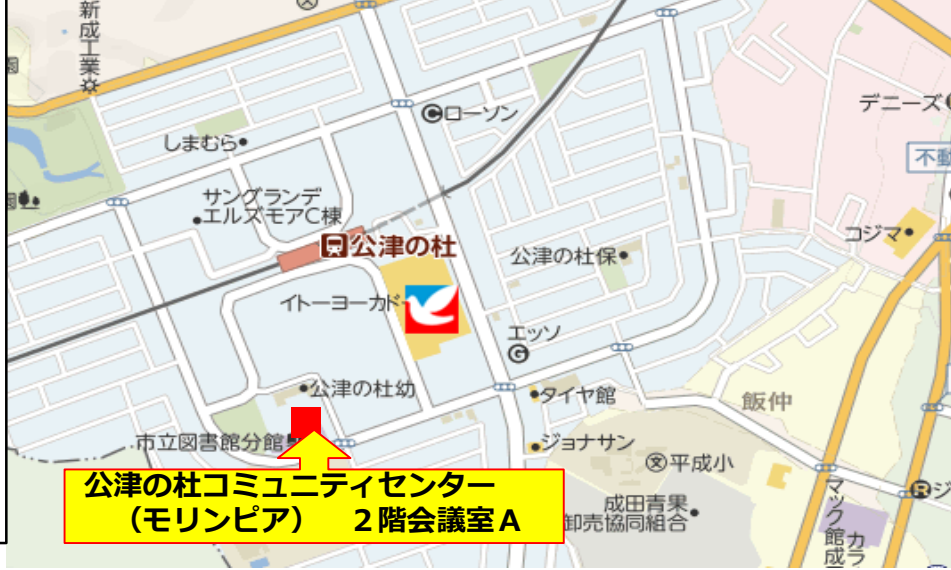 新成工業
園
しまむら
ローソン
デニーズ
不動
サングランデ
エルズモアC棟
公津の杜
コジマ
公津の杜保
イトーヨーカド
エッソ
公津の杜幼
タイヤ館
飯仲
市立図書館分館
ジョナサン
平成小
公津の杜コミュニティセンター
（モリンピア）　２階会議室Ａ
成田青果
卸売協同組合
マック館成
カラ
ジ